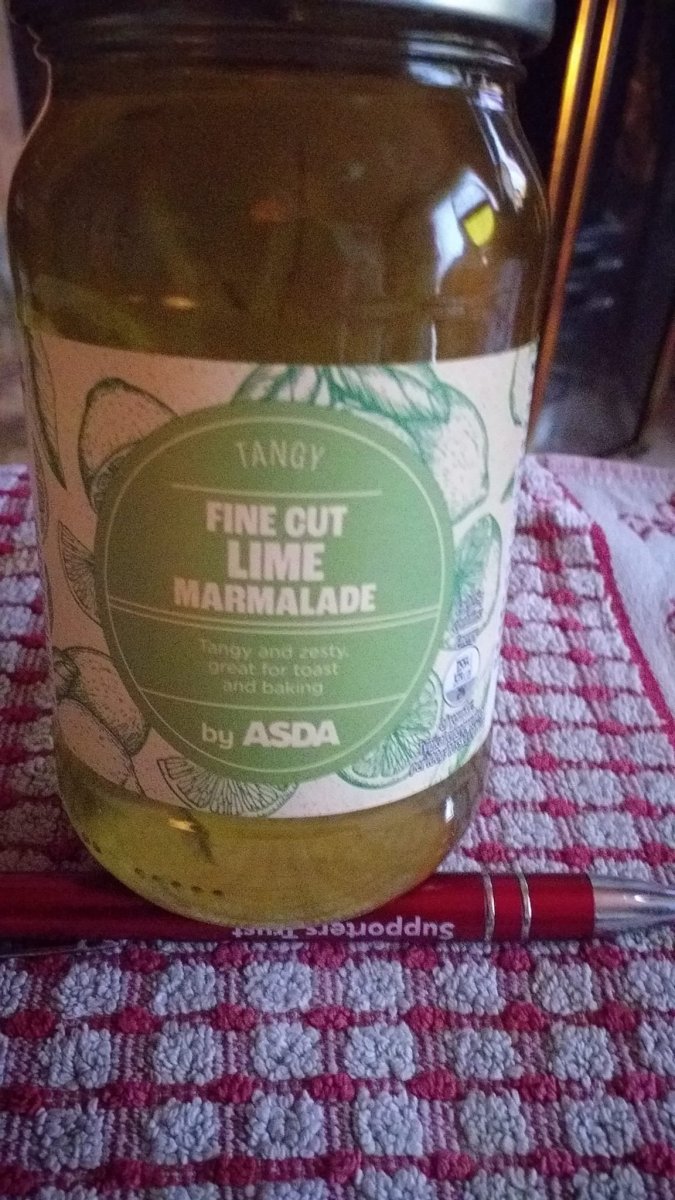 TANGY
FINE CUT
LIME
MARMALADE
Tangy and zesty,
great for toast
and baking
by ASDA
Supporters Trust